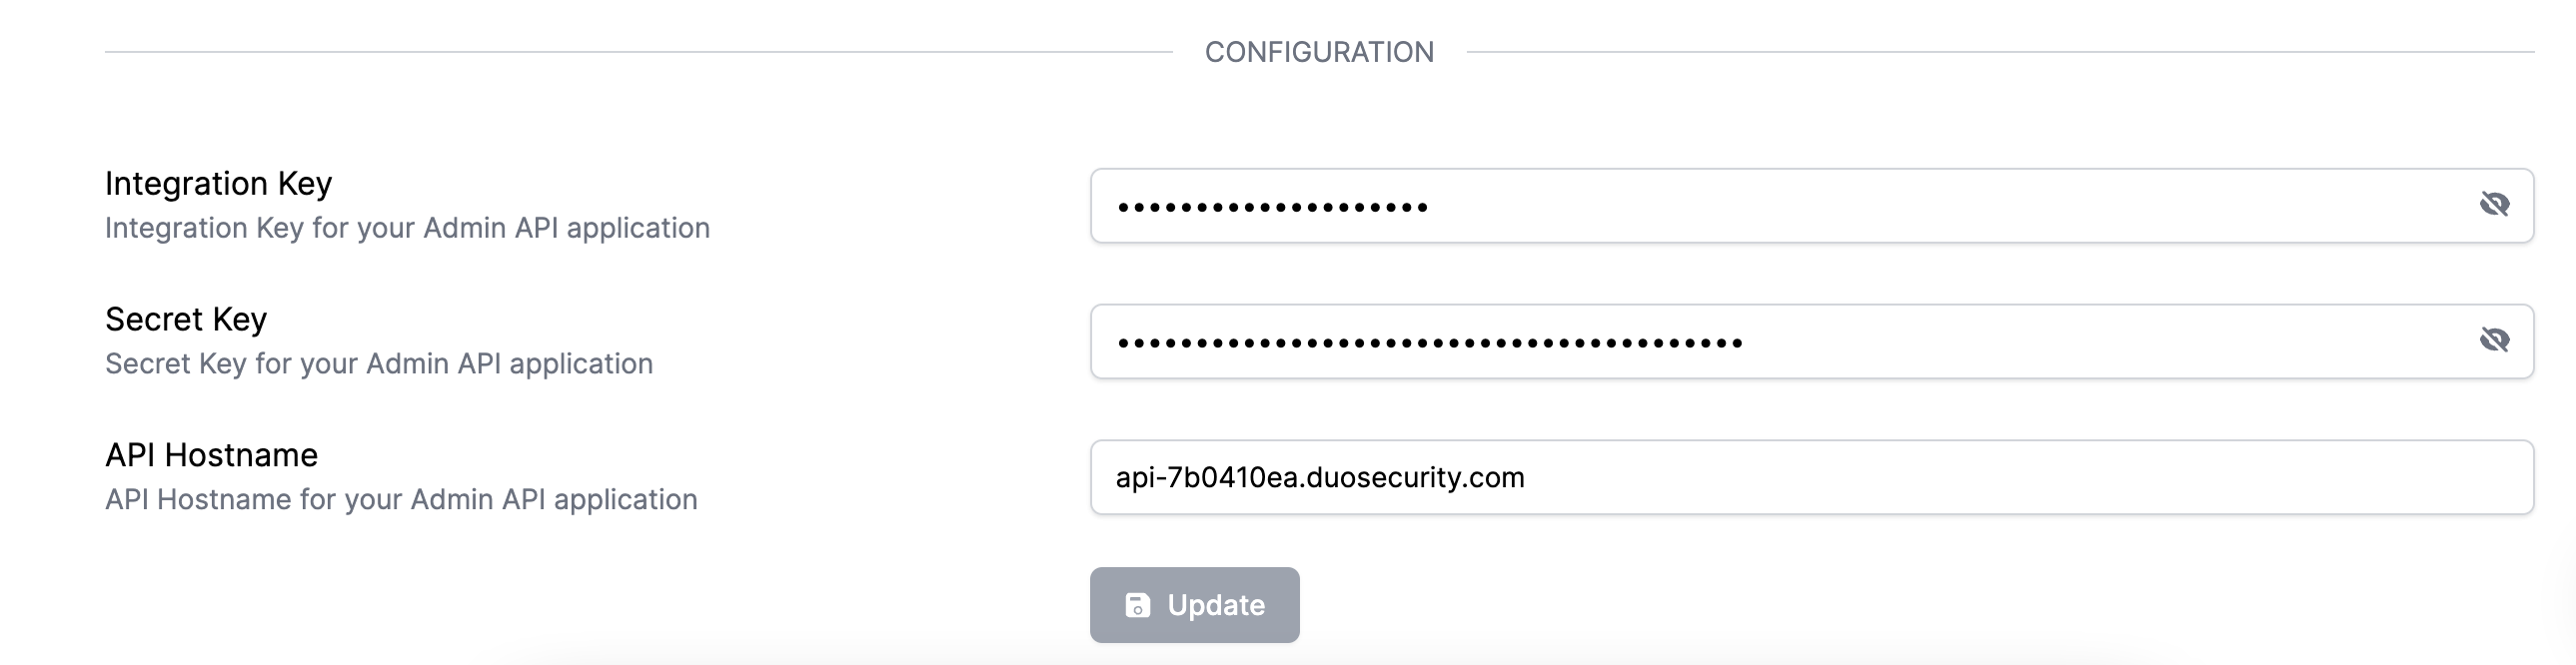 CONFIGURATION
Integration Key
Integration Key for your Admin API application
••••••••••••••••••••
Secret Key
Secret Key for your Admin API application
••••••••••••••••••••••••••••••••••••••••
API Hostname
API Hostname for your Admin API application
api-7b0410ea.duosecurity.com
Update